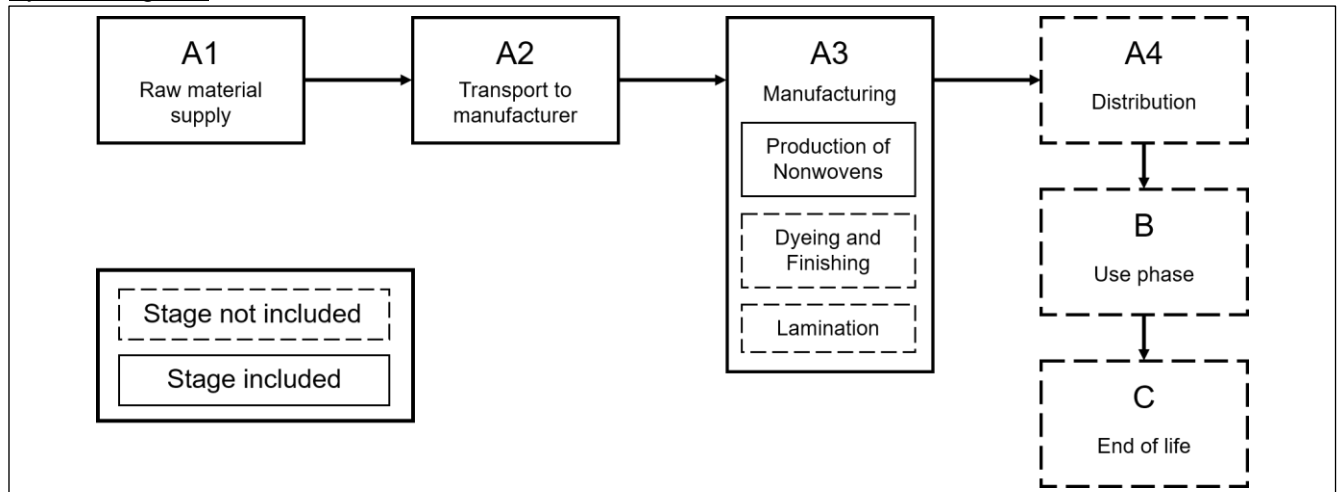 A1
Raw material
supply
A2
Transport to
manufacturer
A3
Manufacturing
Production of
Nonwovens
Dyeing and
Finishing
Lamination
A4
Distribution
B
Use phase
C
End of life
Stage not included
Stage included